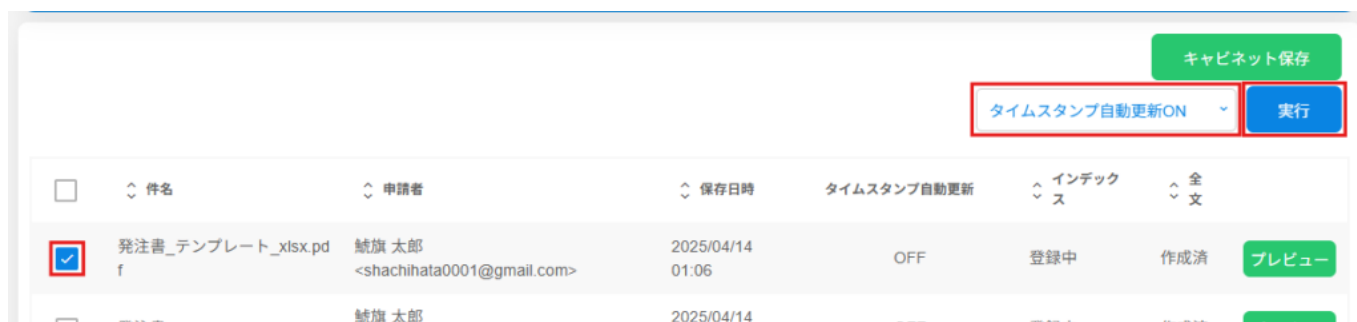 キャビネット保存
タイムスタンプ自動更新ON
実行
件名
申請者
保存日時
タイムスタンプ自動更新
インデック
ス
全
文
発注書_テンプレート_xlsx.pd
f
鯱旗 太郎
<shachihata0001@gmail.com>
2025/04/14
01:06
OFF
登録中
作成済
プレビュー
鯱旗 太郎
2025/04/14